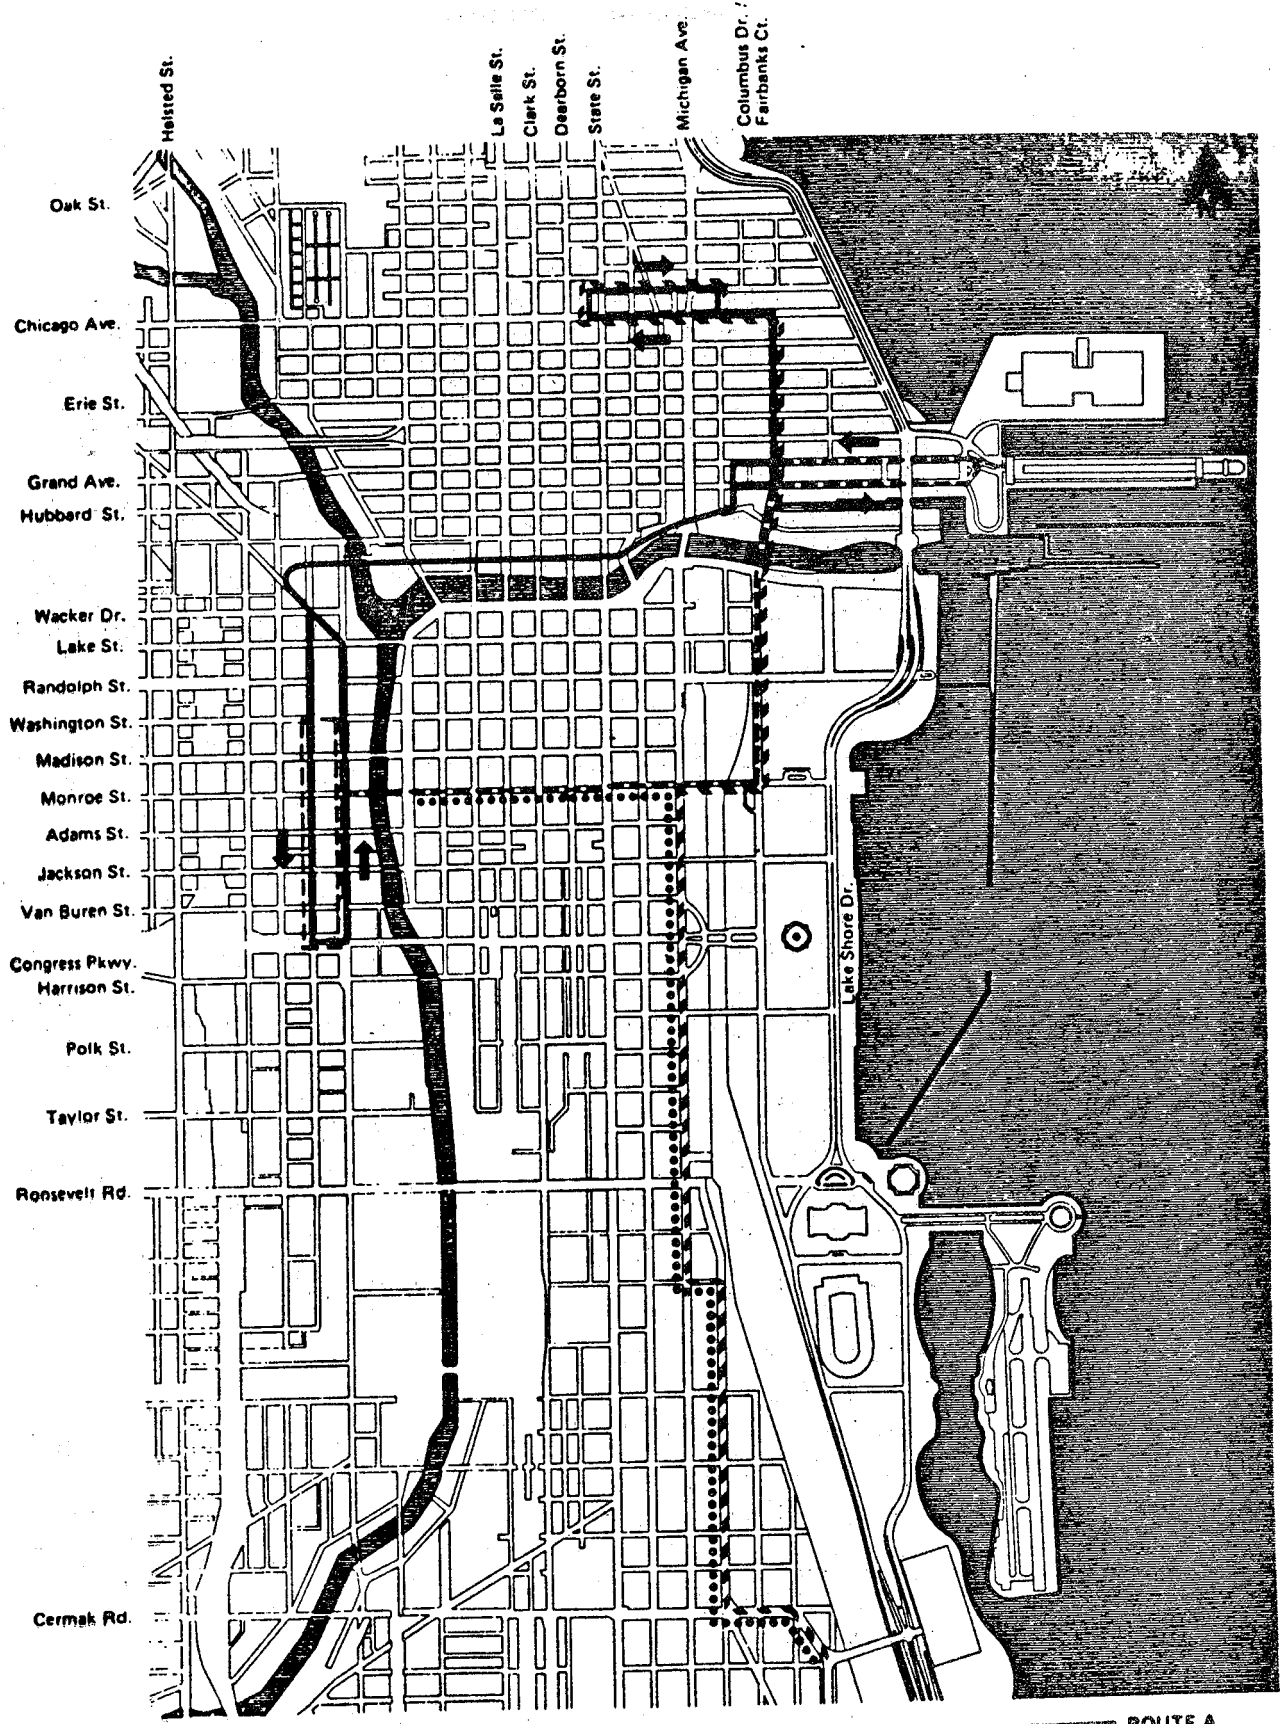 Halsted St.
La Salle St.
Clark St.
Dearborn St.
State St.
Michigan Ave.
Columbus Dr. /
Fairbanks Ct.
Oak St.
Chicago Ave.
Erie St.
Grand Ave.
Hubbard St.
Wacker Dr.
Lake St.
Randolph St.
Washington St.
Madison St.
Monroe St.
Adams St.
Jackson St.
Van Buren St.
Congress Pkwy.
Harrison St.
Polk St.
Taylor St.
Roosevelt Rd.
Cermak Rd.
Lake Shore Dr.
ROUTE A